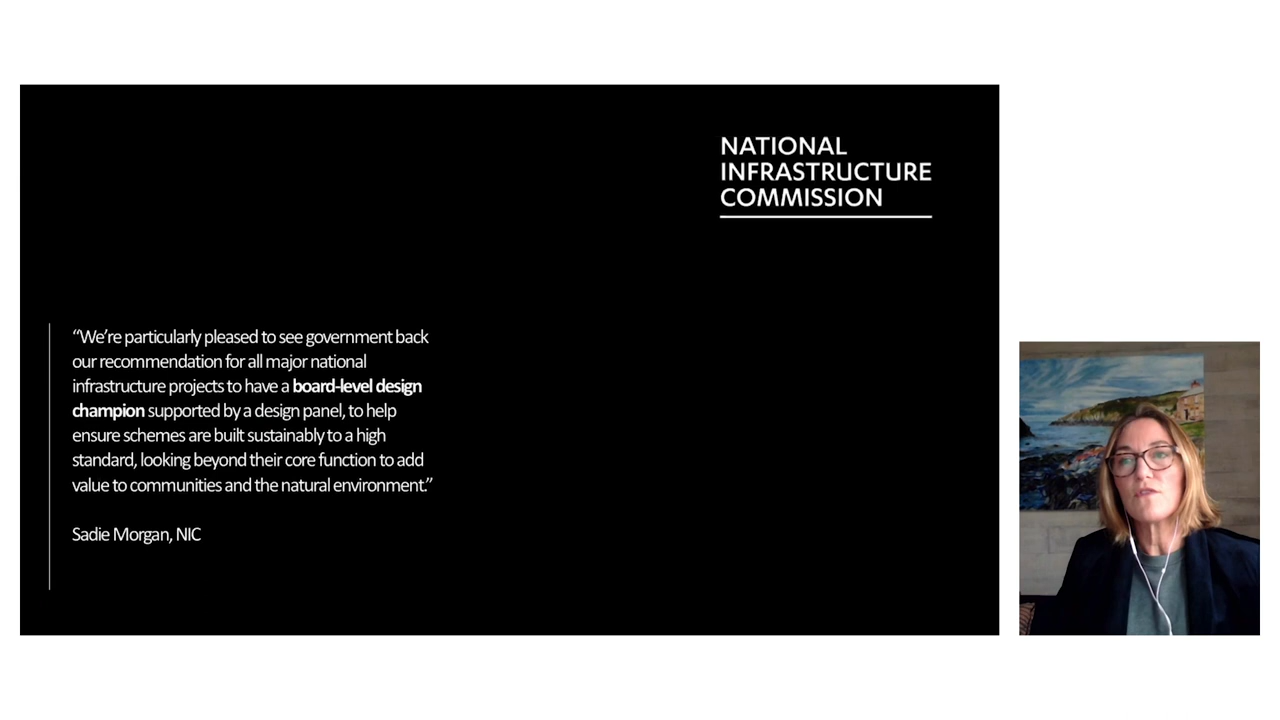 NATIONAL
INFRASTRUCTURE
COMMISSION
“We’re particularly pleased to see government back
our recommendation for all major national
infrastructure projects to have a board-level design
champion supported by a design panel, to help
ensure schemes are built sustainably to a high
standard, looking beyond their core function to add
value to communities and the natural environment.”
Sadie Morgan, NIC